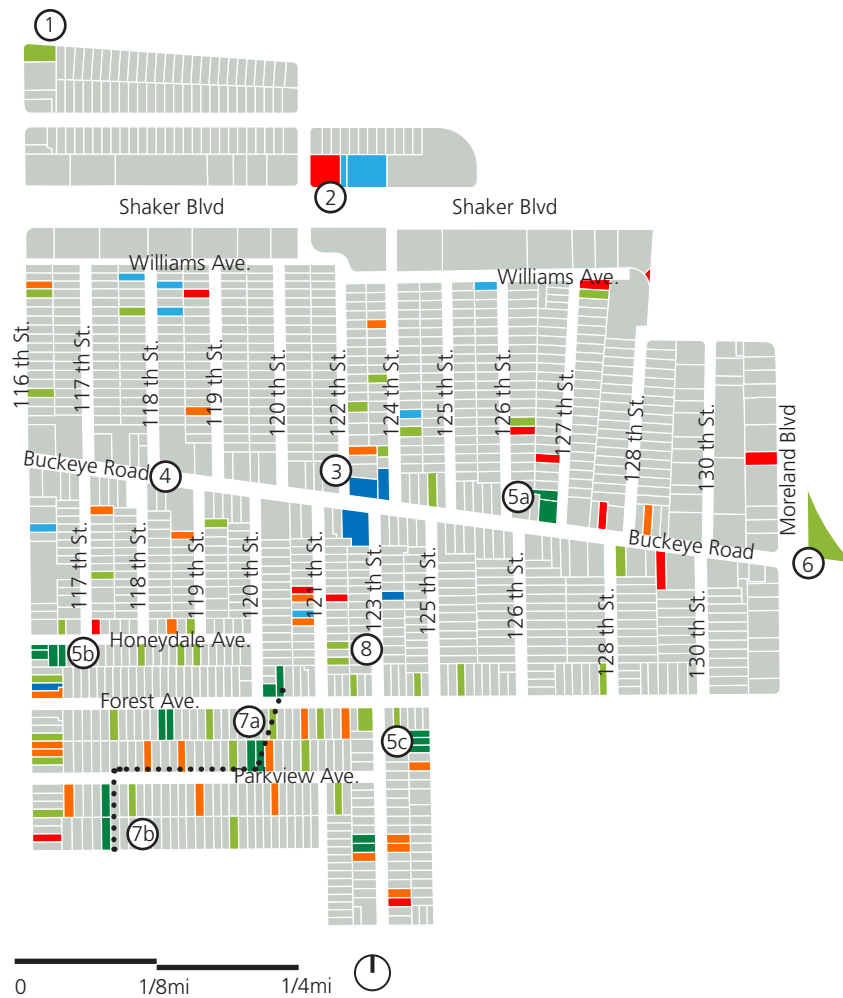 1
2
Shaker Blvd
Shaker Blvd
Williams Ave.
Williams Ave.
116 th St.
117 th St.
118 th St.
119 th St.
120 th St.
122 th St.
124 th St.
125 th St.
126 th St.
127 th St.
128 th St.
130 th St.
Moreland Blvd
Buckeye Road
4
3
5a
Buckeye Road
6
117 th St.
118 th St.
119 th St.
120 th St.
121 th St.
123 th St.
125 th St.
126 th St.
128 th St.
130 th St.
Honeydale Ave.
5b
8
Forest Ave.
7a
5c
Parkview Ave.
7b
0
1/8mi
1/4mi